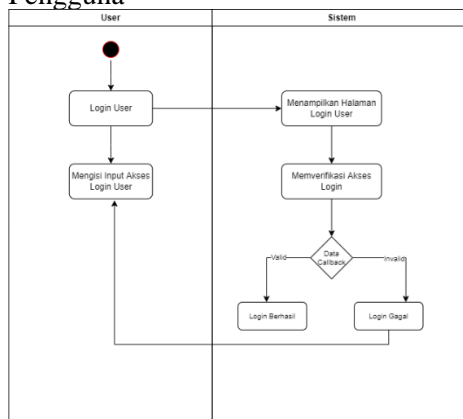 Pengguna
User
Sistem
Login User
Menampilkan Halaman
Login User
Mengisi Input Akses
Login User
Memverifikasi Akses
Login
Data
Callback
Valid
Invalid
Login Berhasil
Login Gagal